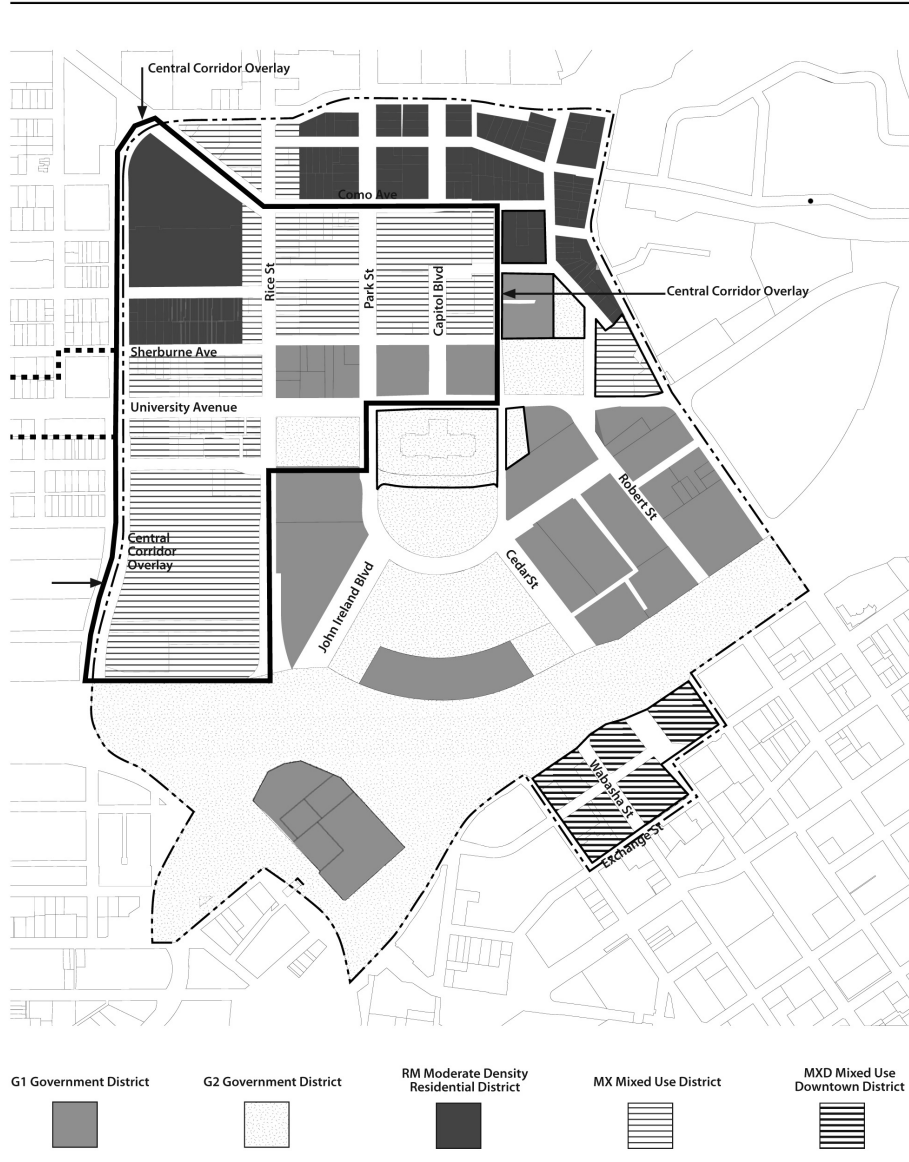 Central Corridor Overlay
Como Ave
Rice St
Park St
Capitol Blvd
Central Corridor Overlay
Sherburne Ave
University Avenue
Robert St
Central
Corridor
Overlay
CedarSt
John Ireland Blvd
Wabasha St
Exchange St
G1 Government District
G2 Government District
RM Moderate Density
Residential District
MX Mixed Use District
MXD Mixed Use
Downtown District